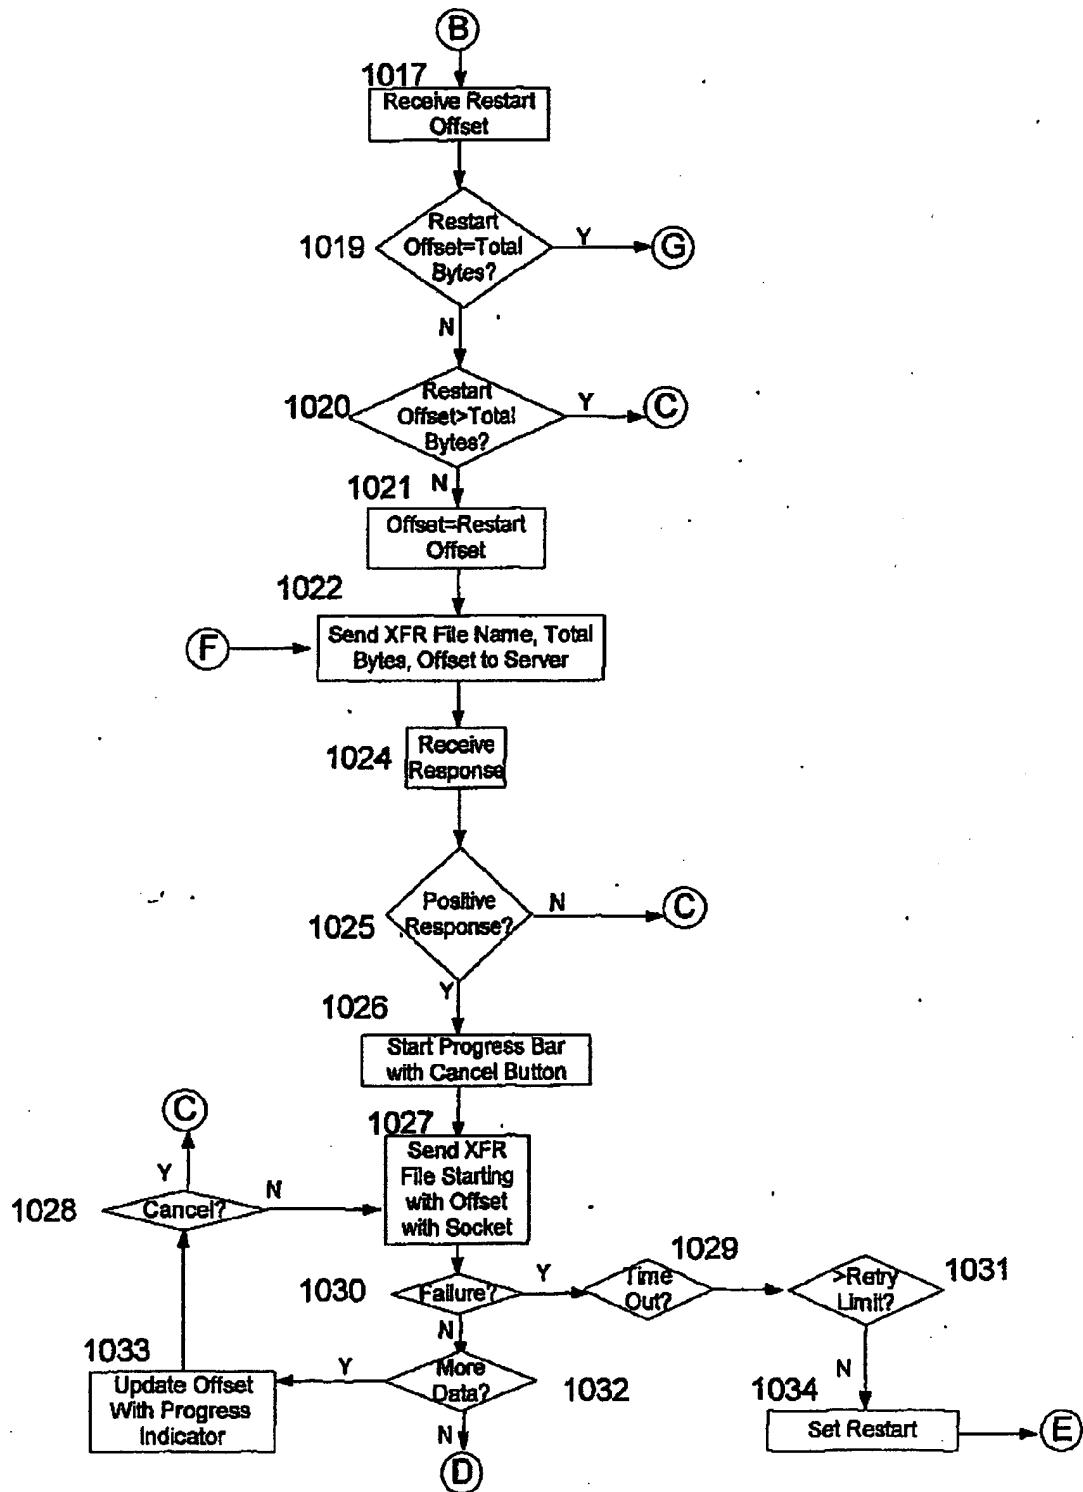 B
1017
Receive Restart
Offset
1019
Restart
Offset=Total
Bytes?
Y
G
N
1020
Restart
Offset>Total
Bytes?
Y
C
N
1021
Offset=Restart
Offset
1022
F
Send XFR File Name, Total
Bytes, Offset to Server
1024
Receive
Response
1025
Positive
Response?
N
C
Y
1026
Start Progress Bar
with Cancel Button
1027
Send XFR
File Starting
with Offset
with Socket
C
Y
1028
Cancel?
N
1030
Failure?
Y
1029
Time
Out?
>Retry
Limit?
1031
N
N
1033
Update Offset
With Progress
Indicator
Y
More
Data?
1032
N
D
1034
Set Restart
E